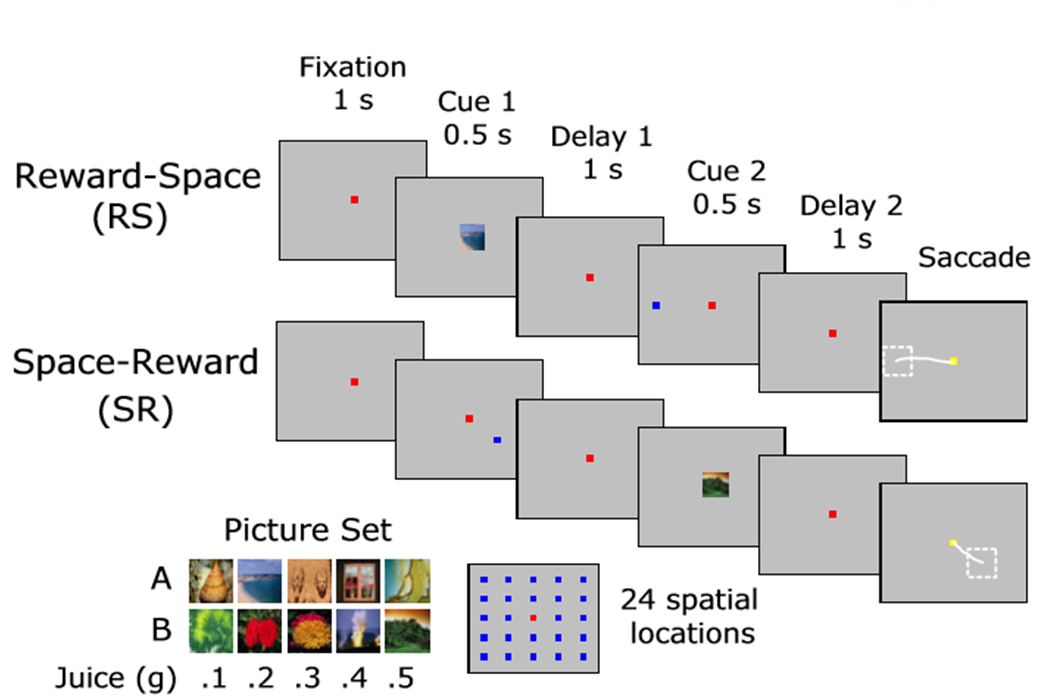 Fixation
1 s
Cue 1
0.5 s
Delay 1
1 s
Cue 2
0.5 s
Delay 2
1 s
Saccade
Reward-Space
(RS)
Space-Reward
(SR)
Picture Set
A
B
Juice (g) .1 .2 .3 .4 .5
24 spatial
locations